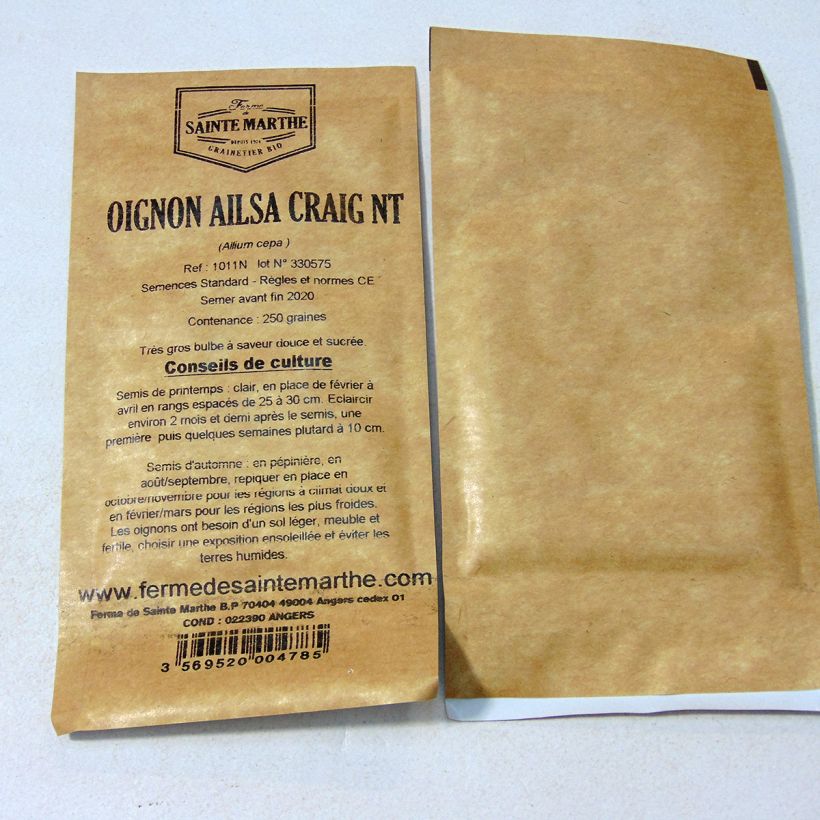 Ferme
de
SAINTE MARTHE
DEPUIS 1974
GRAINETIER BIO
OIGNON AILSA CRAIG NT
(Allium cepa )
Ref : 1011N lot N° 330575
Semences Standard - Règles et normes CE
Semer avant fin 2020
Contenance : 250 graines
Très gros bulbe à saveur douce et sucrée.
Conseils de culture
Semis de printemps : clair, en place de février à
avril en rangs espacés de 25 à 30 cm. Eclaircir
environ 2 mois et demi après le semis, une
première puis quelques semaines plutard à 10 cm.
Semis d'automne : en pépinière, en
août/septembre, repiquer en place en
octobre/novembre pour les régions à climat doux et
en février/mars pour les régions les plus froides.
Les oignons ont besoin d'un sol léger, meuble et
fertile, choisir une exposition ensoleillée et éviter les
terres humides.
www.fermedesaintemarthe.com
Ferme de Sainte Marthe B.P 70404 49004 Angers cedex 01
COND : 022390 ANGERS
3 569520 004785